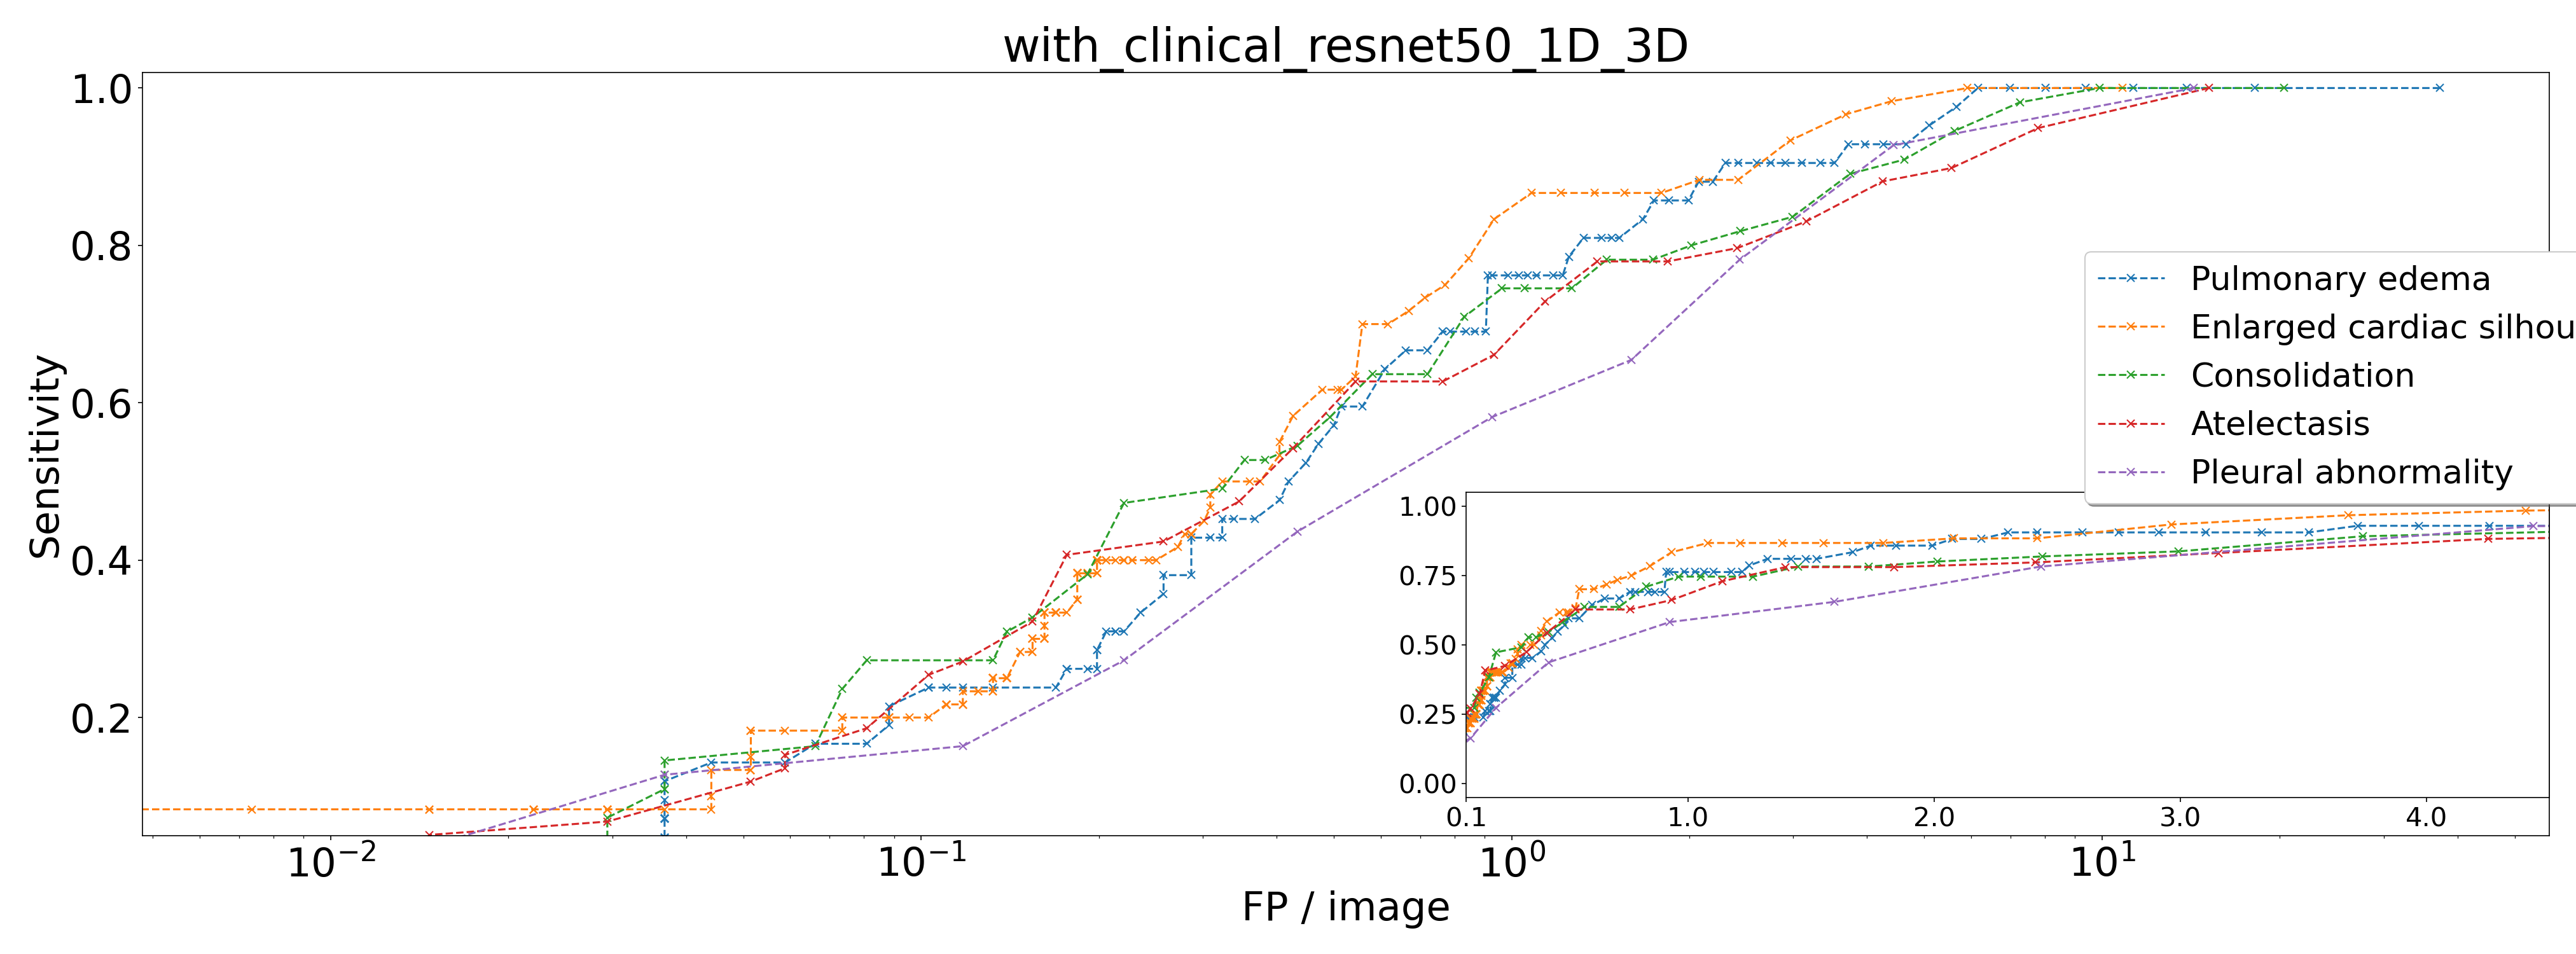 with_clinical_resnet50_1D_3D
1.0
0.8
0.6
0.4
0.2
Sensitivity
10⁻²
10⁻¹
10⁰
10¹
FP / image
Pulmonary edema
Enlarged cardiac silhou
Consolidation
Atelectasis
Pleural abnormality
1.00
0.75
0.50
0.25
0.00
0.1
1.0
2.0
3.0
4.0